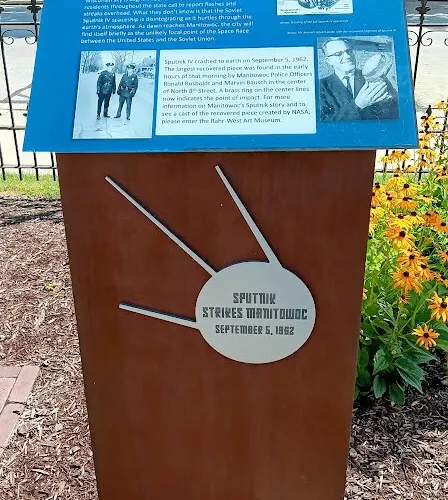 residents throughout the state call to report flashes and
streaks overhead. What they don't know is that the Soviet
Sputnik IV spaceship is disintegrating as it hurtles through the
earth's atmosphere. As dawn reaches Manitowoc, the city will
find itself briefly as the unlikely focal point of the Space Race
between the United States and the Soviet Union.
Sputnik IV crashed to earth on September 5, 1962.
The largest recovered piece was found in the early
hours of that morning by Manitowoc Police Officers
Ronald Rusboldt and Marvin Bausch in the center
of North 8th Street. A brass ring on the center lines
now indicates the point of impact. For more
information on Manitowoc's Sputnik story and to
see a cast of the recovered piece created by NASA,
please enter the Rahr-West Art Museum.
SPUTNIK
STRIKES MANITOWOC
SEPTEMBER 5, 1962